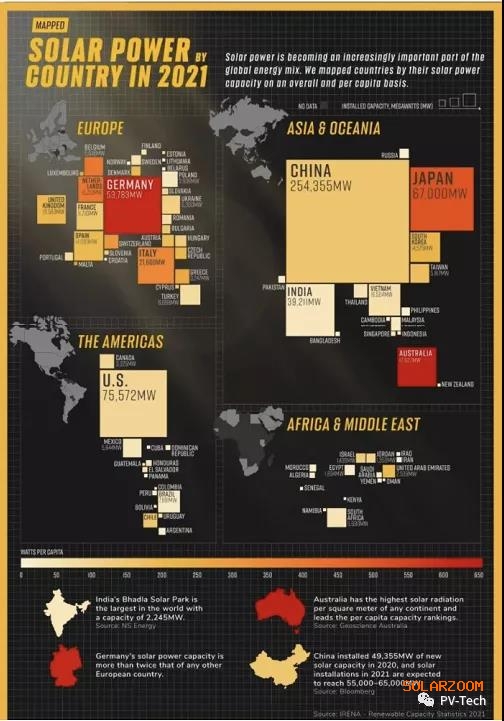 MAPPED
SOLAR POWER BY
COUNTRY IN 2021
Solar power is becoming an increasingly important part of the
global energy mix. We mapped countries by their solar power
capacity on an overall and per capita basis.
NO DATA
INSTALLED CAPACITY, MEGAWATTS (MW)
EUROPE
FINLAND
BELGIUM
NORWAY
SWEDEN
ESTONIA
LITHUANIA
BELARUS
LUXEMBOURG
DENMARK
POLAND
NETHER-
LANDS
GERMANY
53,783MW
SLOVAKIA
UNITED
KINGDOM
FRANCE
UKRAINE
ROMANIA
BULGARIA
SPAIN
AUSTRIA
SWITZERLAND
HUNGARY
PORTUGAL
MALTA
SLOVENIA
CROATIA
ITALY
21,600MW
CZECH
REPUBLIC
GREECE
CYPRUS
TURKEY
ASIA & OCEANIA
RUSSIA
CHINA
254,355MW
JAPAN
67,000MW
SOUTH
KOREA
TAIWAN
PAKISTAN
INDIA
39,211MW
THAILAND
VIETNAM
PHILIPPINES
CAMBODIA
MALAYSIA
SINGAPORE
INDONESIA
BANGLADESH
AUSTRALIA
NEW ZEALAND
THE AMERICAS
CANADA
U.S.
75,572MW
MEXICO
CUBA
DOMINICAN
REPUBLIC
GUATEMALA
HONDURAS
EL SALVADOR
PANAMA
COLOMBIA
PERU
BRAZIL
BOLIVIA
CHILE
URUGUAY
ARGENTINA
AFRICA & MIDDLE EAST
ISRAEL
JORDAN
IRAQ
IRAN
MOROCCO
ALGERIA
EGYPT
SAUDI
ARABIA
UNITED ARAB EMIRATES
YEMEN
OMAN
SENEGAL
KENYA
NAMIBIA
SOUTH
AFRICA
WATTS PER CAPITA
0 50 100 150 200 250 300 350 400 450 500 550 600 650
India's Bhadla Solar Park is
the largest in the world with
a capacity of 2,245MW.
Source: NS Energy
Australia has the highest solar radiation
per square meter of any continent and
leads the per capita capacity rankings.
Source: Geoscience Australia
Germany's solar power capacity is
more than twice that of any other
European country.
China installed 49,355MW of new
solar capacity in 2020, and solar
installations in 2021 are expected
to reach 55,000–65,000MW.
Source: Bloomberg
SOLARZOOM
PV-Tech
Source: IRENA - Renewable Capacity Statistics 2021